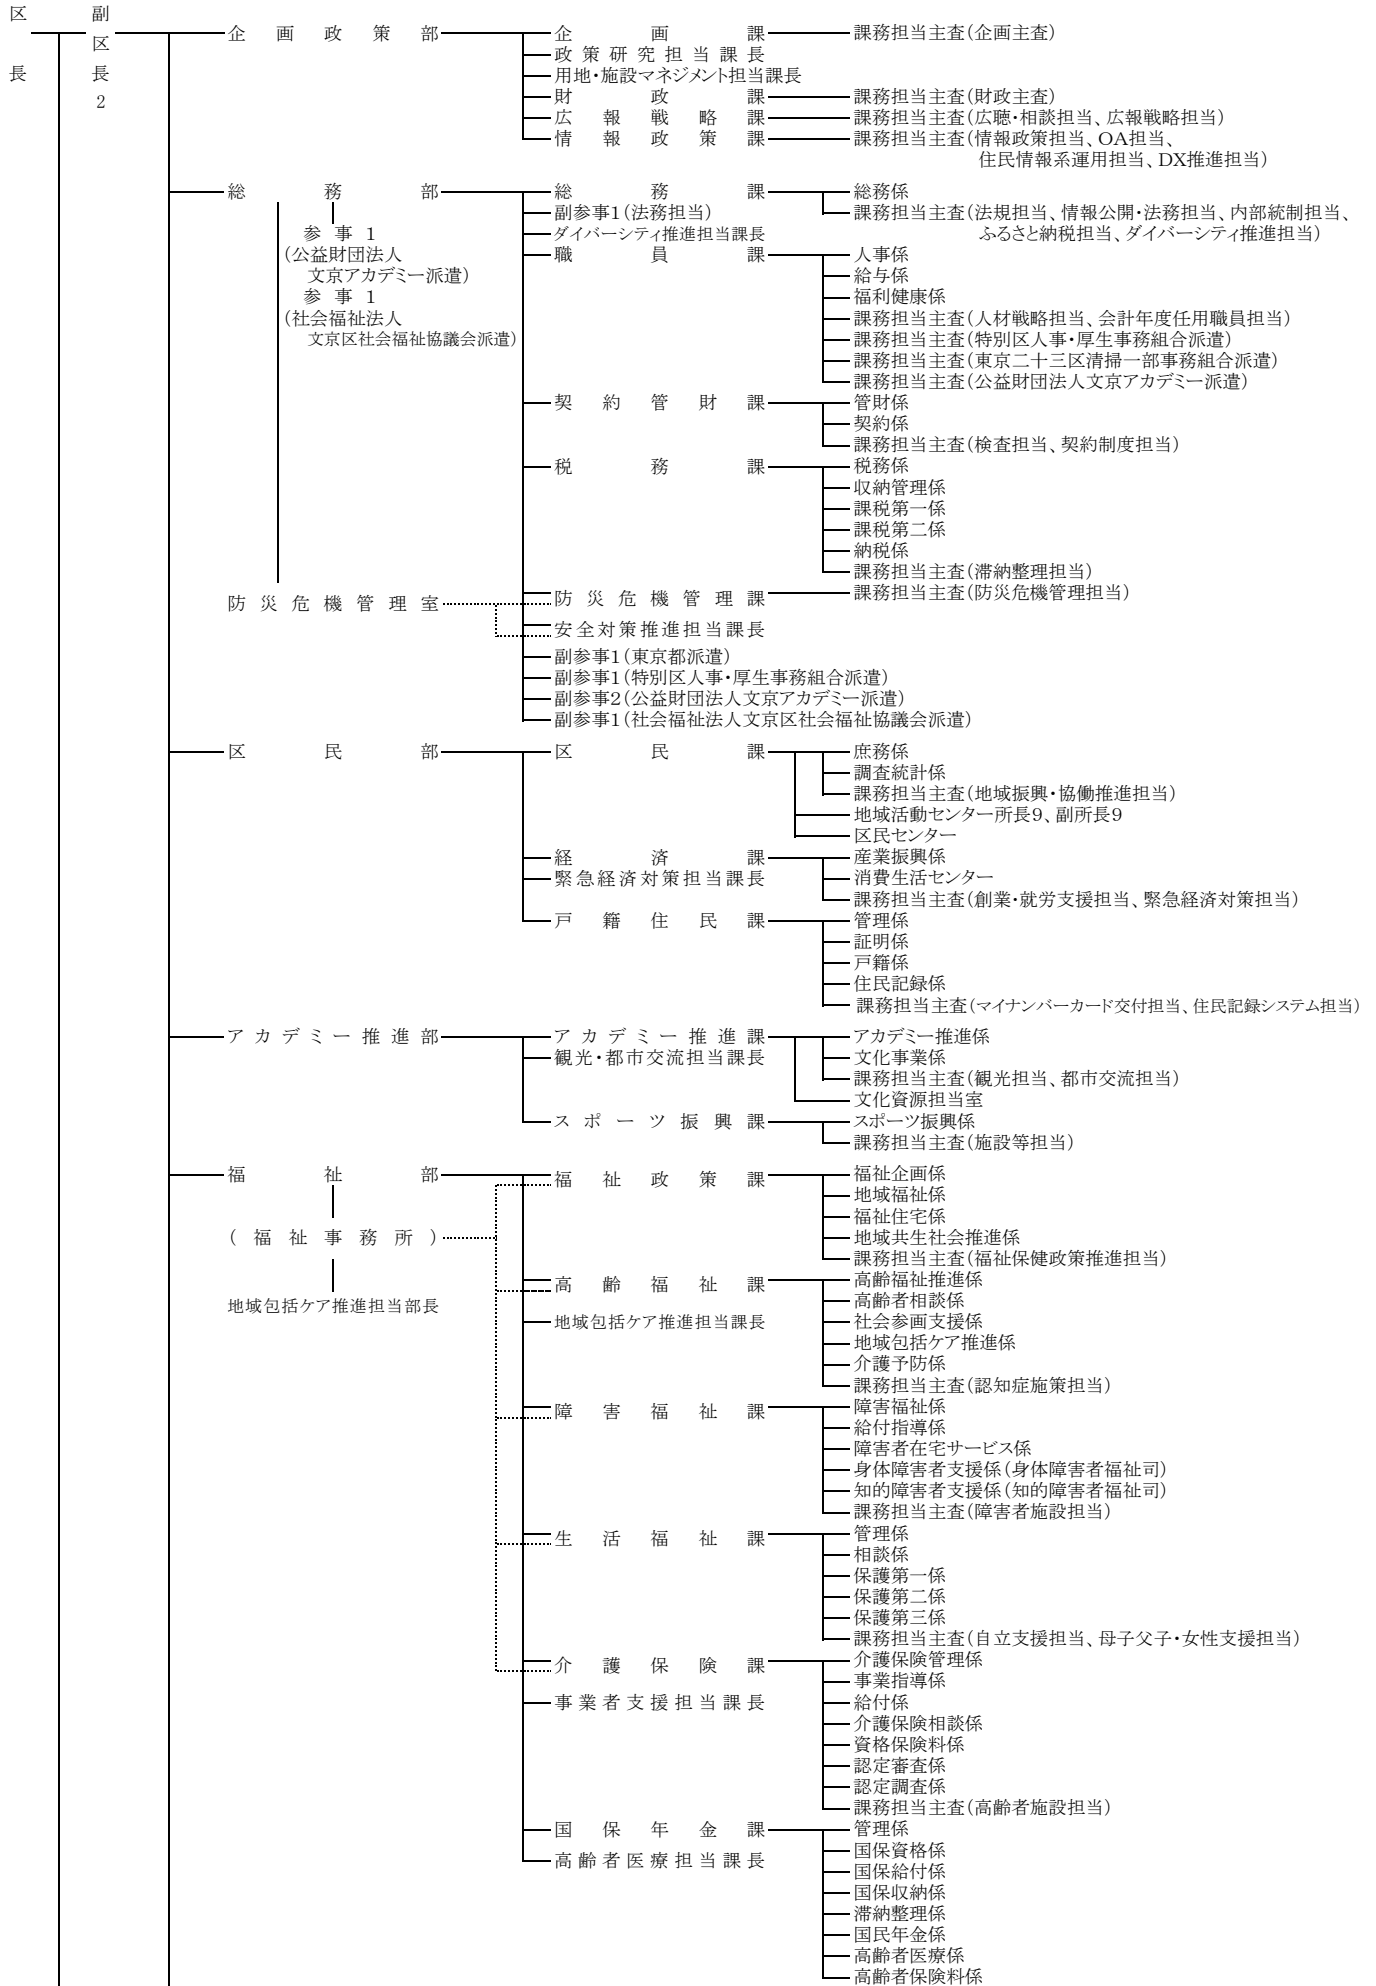 区長
副区長2
企画政策部
企画課 課務担当主査(企画主査)
政策研究担当課長
用地・施設マネジメント担当課長
財政課 課務担当主査(財政主査)
広報戦略課 課務担当主査(広聴・相談担当、広報戦略担当)
情報政策課 課務担当主査(情報政策担当、OA担当、
住民情報系運用担当、DX推進担当)
総務部
参事1
(公益財団法人
文京アカデミー派遣)
参事1
(社会福祉法人
文京区社会福祉協議会派遣)
総務課 総務係
副参事1(法務担当) 課務担当主査(法規担当、情報公開・法務担当、内部統制担当、
ダイバーシティ推進担当課長 ふるさと納税担当、ダイバーシティ推進担当)
職員課 人事係
給与係
福利健康係
課務担当主査(人材戦略担当、会計年度任用職員担当)
課務担当主査(特別区人事・厚生事務組合派遣)
課務担当主査(東京二十三区清掃一部事務組合派遣)
課務担当主査(公益財団法人文京アカデミー派遣)
契約管財課 管財係
契約係
課務担当主査(検査担当、契約制度担当)
税務課 税務係
収納管理係
課税第一係
課税第二係
納税係
課務担当主査(滞納整理担当)
防災危機管理室 防災危機管理課 課務担当主査(防災危機管理担当)
安全対策推進担当課長
副参事1(東京都派遣)
副参事1(特別区人事・厚生事務組合派遣)
副参事2(公益財団法人文京アカデミー派遣)
副参事1(社会福祉法人文京区社会福祉協議会派遣)
区民部 区民課 庶務係
調査統計係
課務担当主査(地域振興・協働推進担当)
地域活動センター所長9、副所長9
区民センター
経済課 産業振興係
緊急経済対策担当課長 消費生活センター
課務担当主査(創業・就労支援担当、緊急経済対策担当)
戸籍住民課 管理係
証明係
戸籍係
住民記録係
課務担当主査(マイナンバーカード交付担当、住民記録システム担当)
アカデミー推進部 アカデミー推進課 アカデミー推進係
観光・都市交流担当課長 文化事業係
課務担当主査(観光担当、都市交流担当)
文化資源担当室
スポーツ振興課 スポーツ振興係
課務担当主査(施設等担当)
福祉部
(福祉事務所)
地域包括ケア推進担当部長
福祉政策課 福祉企画係
地域福祉係
福祉住宅係
地域共生社会推進係
課務担当主査(福祉保健政策推進担当)
高齢福祉課 高齢福祉推進係
高齢者相談係
地域包括ケア推進担当課長 社会参画支援係
地域包括ケア推進係
介護予防係
課務担当主査(認知症施策担当)
障害福祉課 障害福祉係
給付指導係
障害者在宅サービス係
身体障害者支援係(身体障害者福祉司)
知的障害者支援係(知的障害者福祉司)
課務担当主査(障害者施設担当)
生活福祉課 管理係
相談係
保護第一係
保護第二係
保護第三係
課務担当主査(自立支援担当、母子父子・女性支援担当)
介護保険課 介護保険管理係
事業指導係
事業者支援担当課長 給付係
介護保険相談係
資格保険料係
認定審査係
認定調査係
課務担当主査(高齢者施設担当)
国保年金課 管理係
高齢者医療担当課長 国保資格係
国保給付係
国保収納係
滞納整理係
国民年金係
高齢者医療係
高齢者保険料係